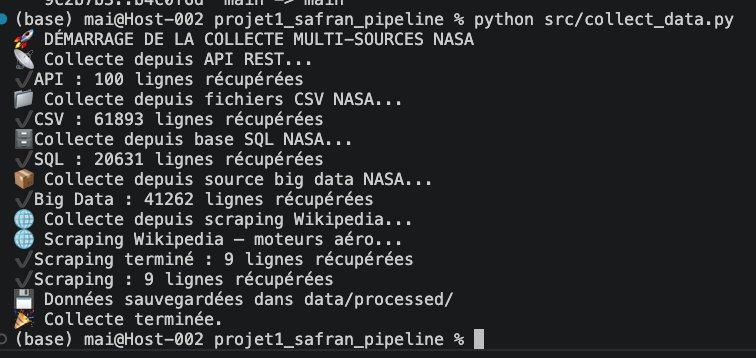 (base) mai@Host-002 projet1_safran_pipeline % python src/collect_data.py
🚀 DÉMARRAGE DE LA COLLECTE MULTI-SOURCES NASA
📡 Collecte depuis API REST...
✔️API : 100 lignes récupérées
📁 Collecte depuis fichiers CSV NASA...
✔️CSV : 61893 lignes récupérées
🗄️Collecte depuis base SQL NASA...
✔️SQL : 20631 lignes récupérées
📦 Collecte depuis source big data NASA...
✔️Big Data : 41262 lignes récupérées
🌐 Collecte depuis scraping Wikipedia...
🌐 Scraping Wikipedia – moteurs aéro...
✔️Scraping terminé : 9 lignes récupérées
✔️Scraping : 9 lignes récupérées
💾 Données sauvegardées dans data/processed/
🎉 Collecte terminée.
(base) mai@Host-002 projet1_safran_pipeline %